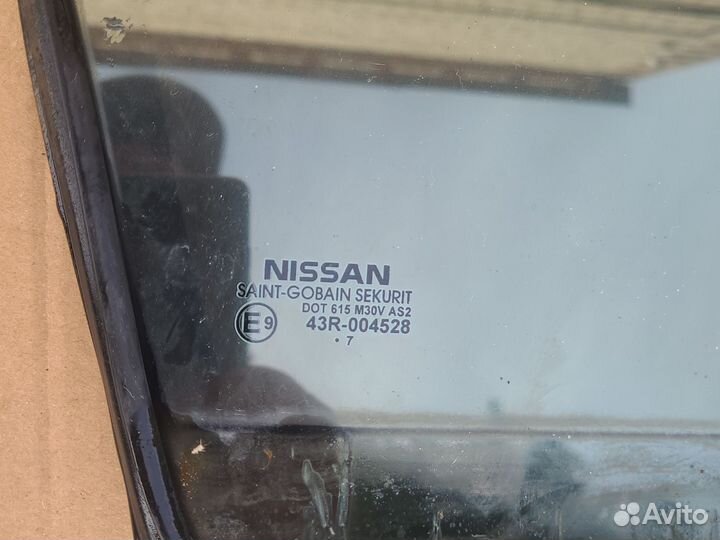 NISSAN
SAINT-GOBAIN SEKURIT
DOT 615 M30V AS2
E9 43R-004528
• 7
Avito